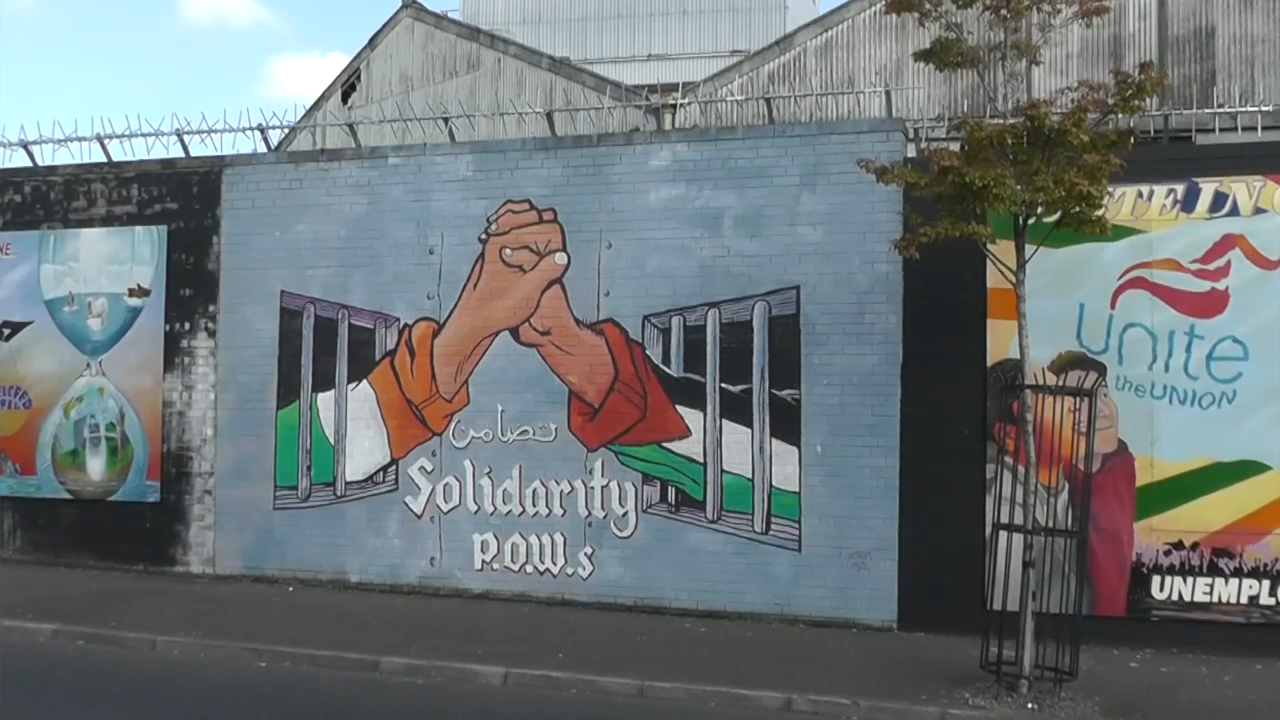 تضامن
Solidarity
P.O.W.s
Unite
the UNION
UNEMPLO